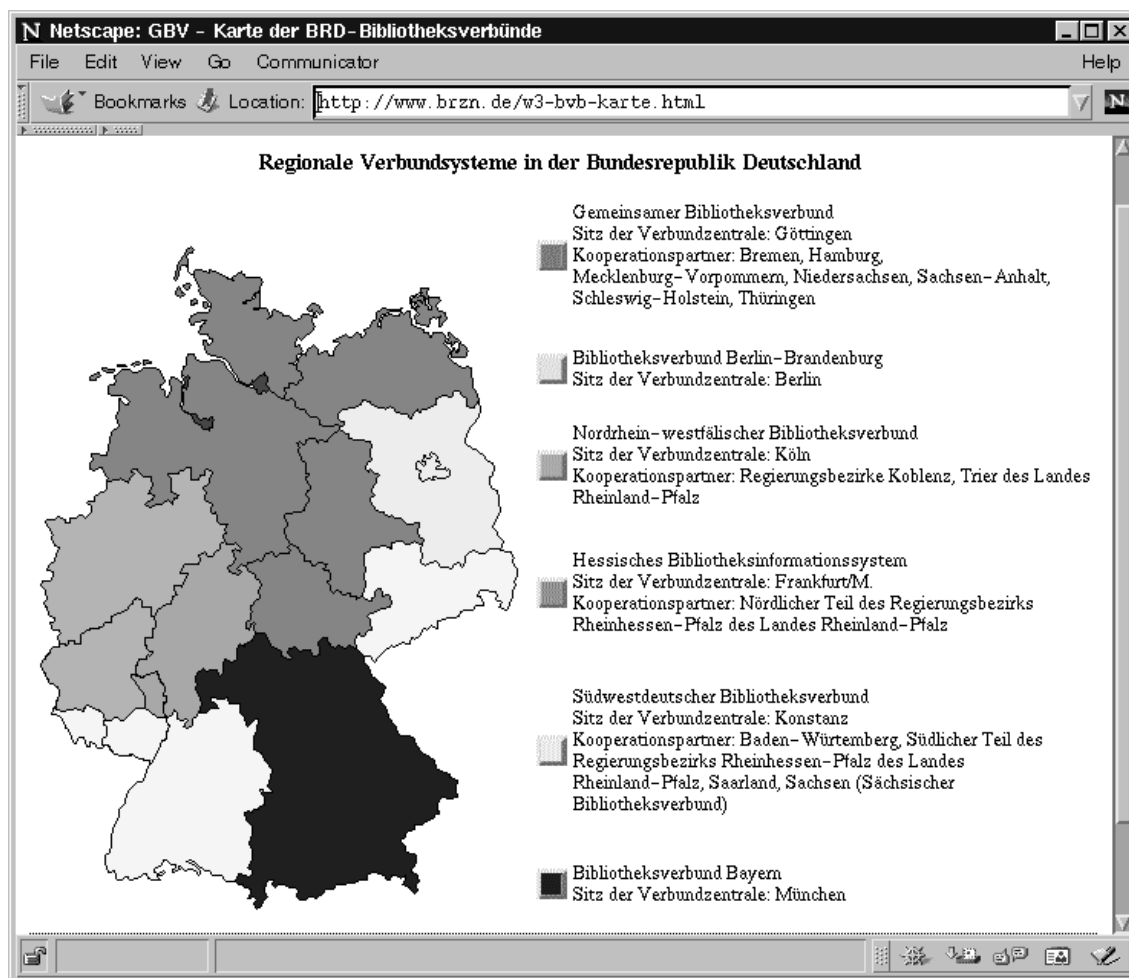 N Netscape: GBV - Karte der BRD-Bibliotheksverbünde
File Edit View Go Communicator Help
Bookmarks Location: http://www.brzn.de/w3-bvb-karte.html N
Regionale Verbundsysteme in der Bundesrepublik Deutschland
Gemeinsamer Bibliotheksverbund
Sitz der Verbundzentrale: Göttingen
Kooperationspartner: Bremen, Hamburg,
Mecklenburg-Vorpommern, Niedersachsen, Sachsen-Anhalt,
Schleswig-Holstein, Thüringen
Bibliotheksverbund Berlin-Brandenburg
Sitz der Verbundzentrale: Berlin
Nordrhein-westfälischer Bibliotheksverbund
Sitz der Verbundzentrale: Köln
Kooperationspartner: Regierungsbezirke Koblenz, Trier des Landes
Rheinland-Pfalz
Hessisches Bibliotheksinformationssystem
Sitz der Verbundzentrale: Frankfurt/M.
Kooperationspartner: Nördlicher Teil des Regierungsbezirks
Rheinhessen-Pfalz des Landes Rheinland-Pfalz
Südwestdeutscher Bibliotheksverbund
Sitz der Verbundzentrale: Konstanz
Kooperationspartner: Baden-Würtemberg, Südlicher Teil des
Regierungsbezirks Rheinhessen-Pfalz des Landes
Rheinland-Pfalz, Saarland, Sachsen (Sächsischer
Bibliotheksverbund)
Bibliotheksverbund Bayern
Sitz der Verbundzentrale: München